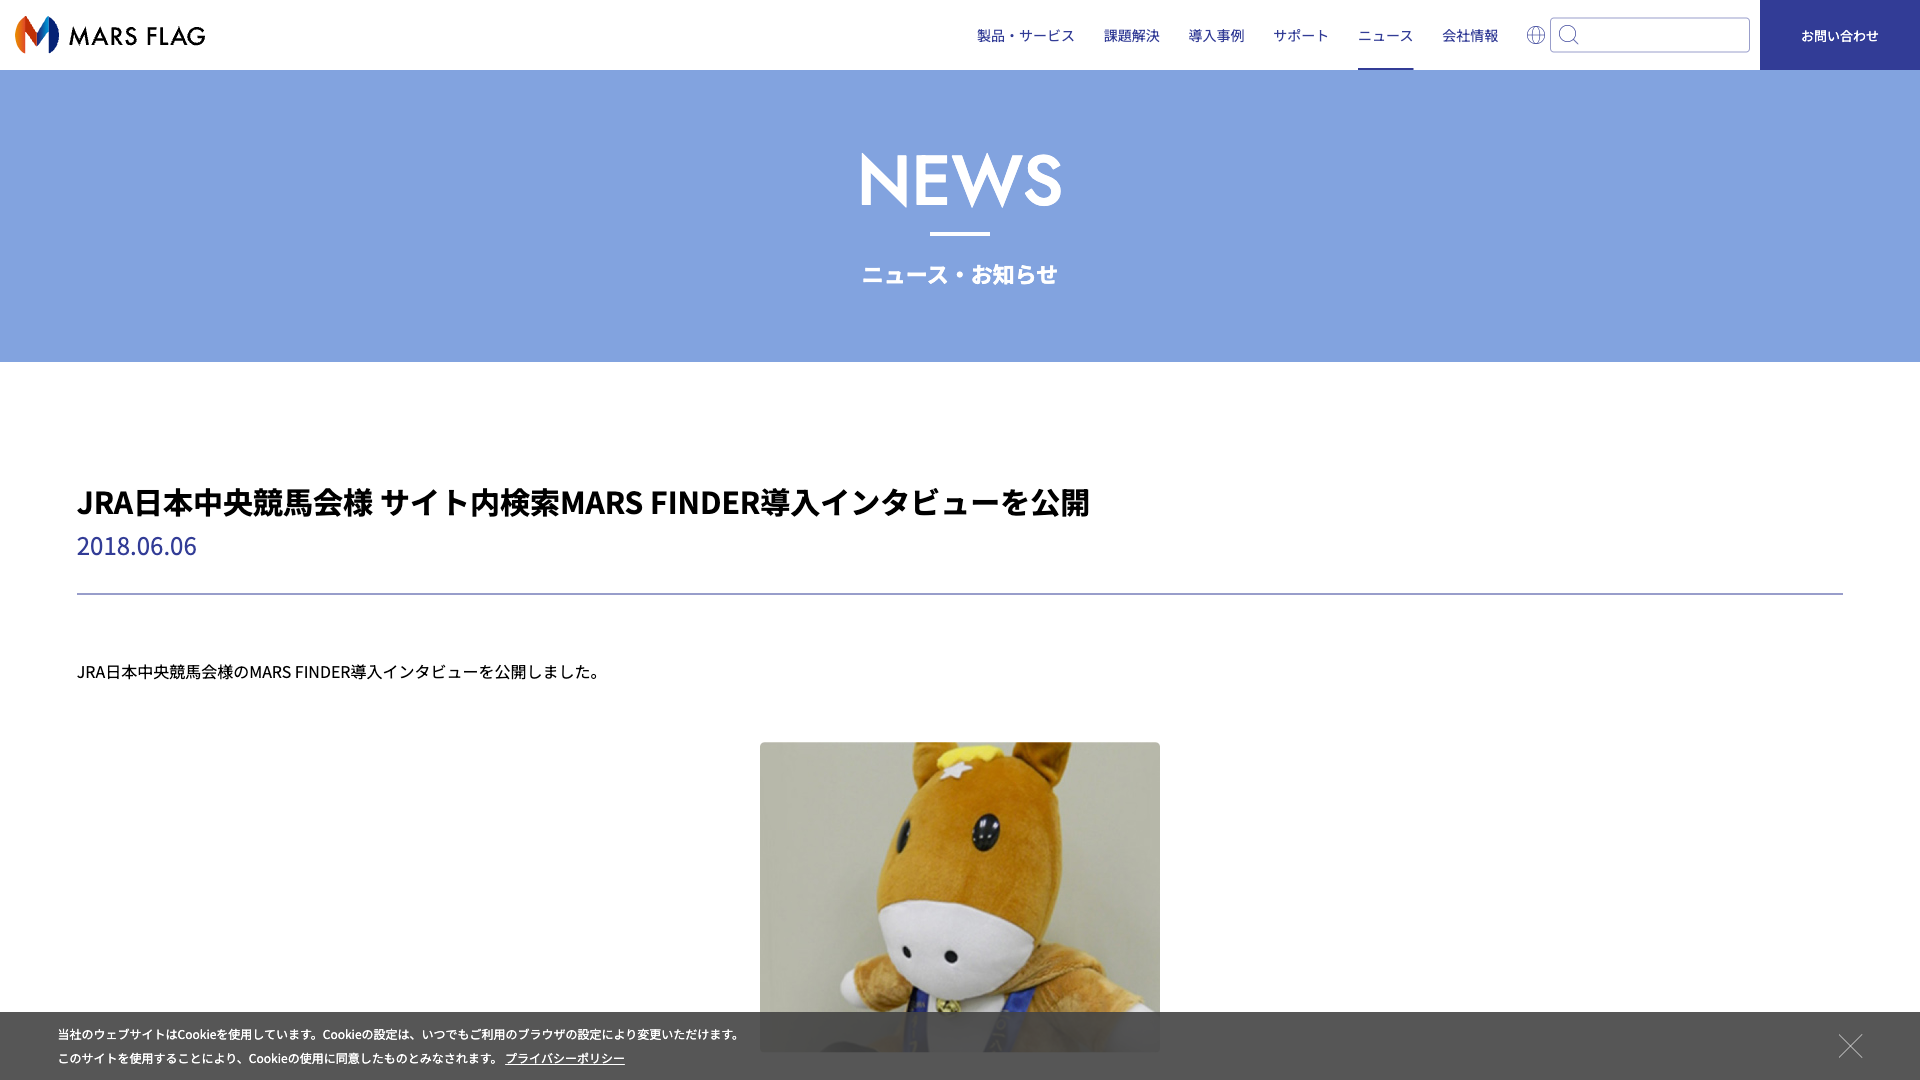 MARS FLAG
製品・サービス 課題解決 導入事例 サポート ニュース 会社情報 お問い合わせ
NEWS
ニュース・お知らせ
JRA日本中央競馬会様 サイト内検索MARS FINDER導入インタビューを公開
2018.06.06
JRA日本中央競馬会様のMARS FINDER導入インタビューを公開しました。
当社のウェブサイトはCookieを使用しています。Cookieの設定は、いつでもご利用のブラウザの設定により変更いただけます。
このサイトを使用することにより、Cookieの使用に同意したものとみなされます。 プライバシーポリシー